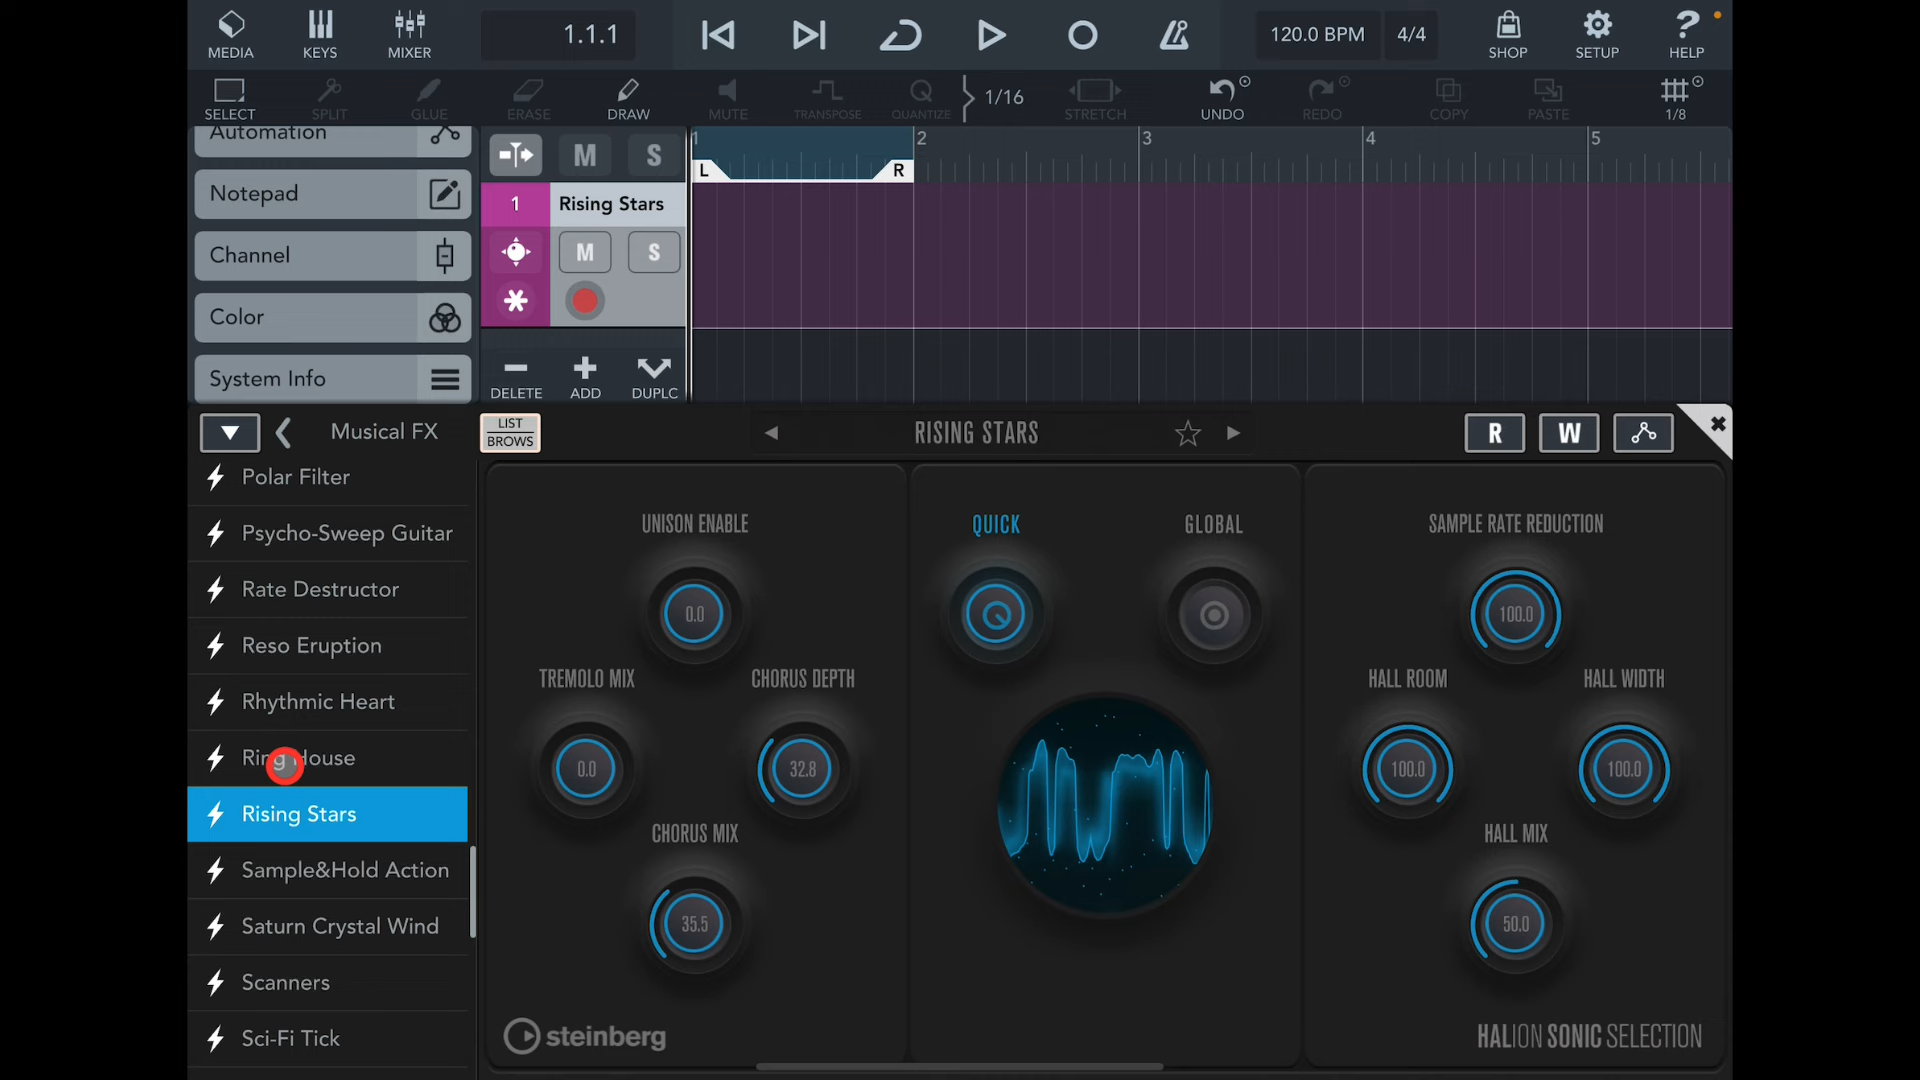 MEDIA
KEYS
MIXER
1.1.1
120.0 BPM
4/4
SHOP
SETUP
HELP
SELECT
SPLIT
GLUE
ERASE
DRAW
MUTE
TRANSPOSE
QUANTIZE
1/16
STRETCH
UNDO
REDO
COPY
PASTE
1/8
Automation
Notepad
Channel
Color
System Info
M
S
1
2
3
4
5
L
R
1
Rising Stars
M
S
DELETE
ADD
DUPLC
Musical FX
LIST
BROWS
RISING STARS
R
W
Polar Filter
Psycho-Sweep Guitar
Rate Destructor
Reso Eruption
Rhythmic Heart
Ring House
Rising Stars
Sample&Hold Action
Saturn Crystal Wind
Scanners
Sci-Fi Tick
UNISON ENABLE
0.0
TREMOLO MIX
0.0
CHORUS DEPTH
32.8
CHORUS MIX
35.5
QUICK
GLOBAL
SAMPLE RATE REDUCTION
100.0
HALL ROOM
100.0
HALL WIDTH
100.0
HALL MIX
50.0
steinberg
HALION SONIC SELECTION